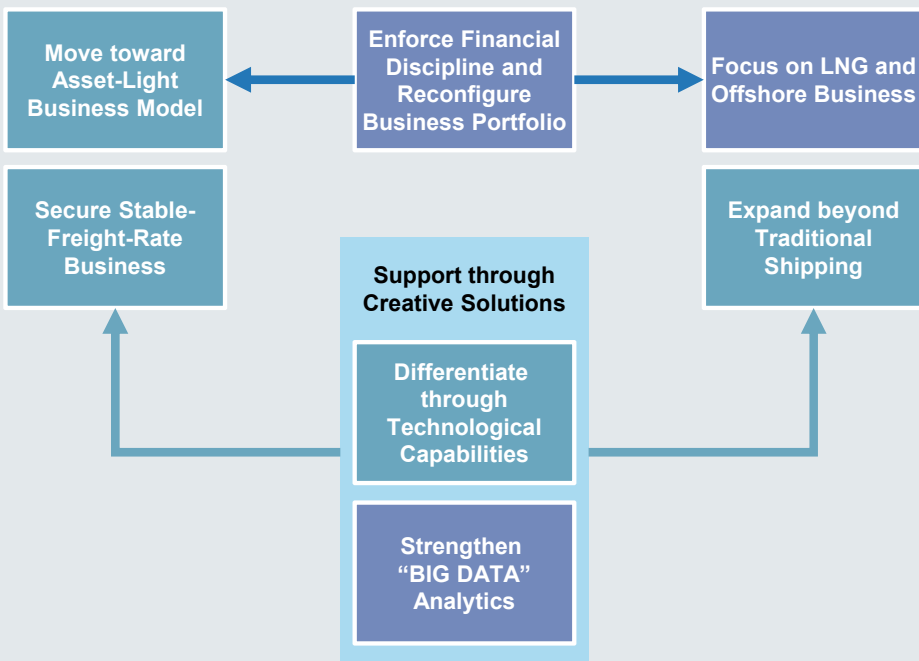 Move toward
Asset-Light
Business Model
Enforce Financial
Discipline and
Reconfigure
Business Portfolio
Focus on LNG and
Offshore Business
Secure Stable-
Freight-Rate
Business
Expand beyond
Traditional
Shipping
Support through
Creative Solutions
Differentiate
through
Technological
Capabilities
Strengthen
“BIG DATA”
Analytics